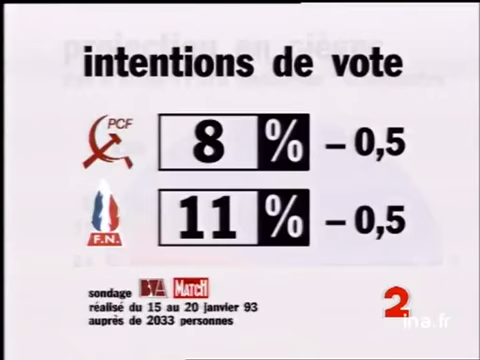 intentions de vote
PCF 8 % – 0,5
F.N. 11 % – 0,5
sondage BVA MATCH
réalisé du 15 au 20 janvier 93
auprès de 2033 personnes
2
ina.fr